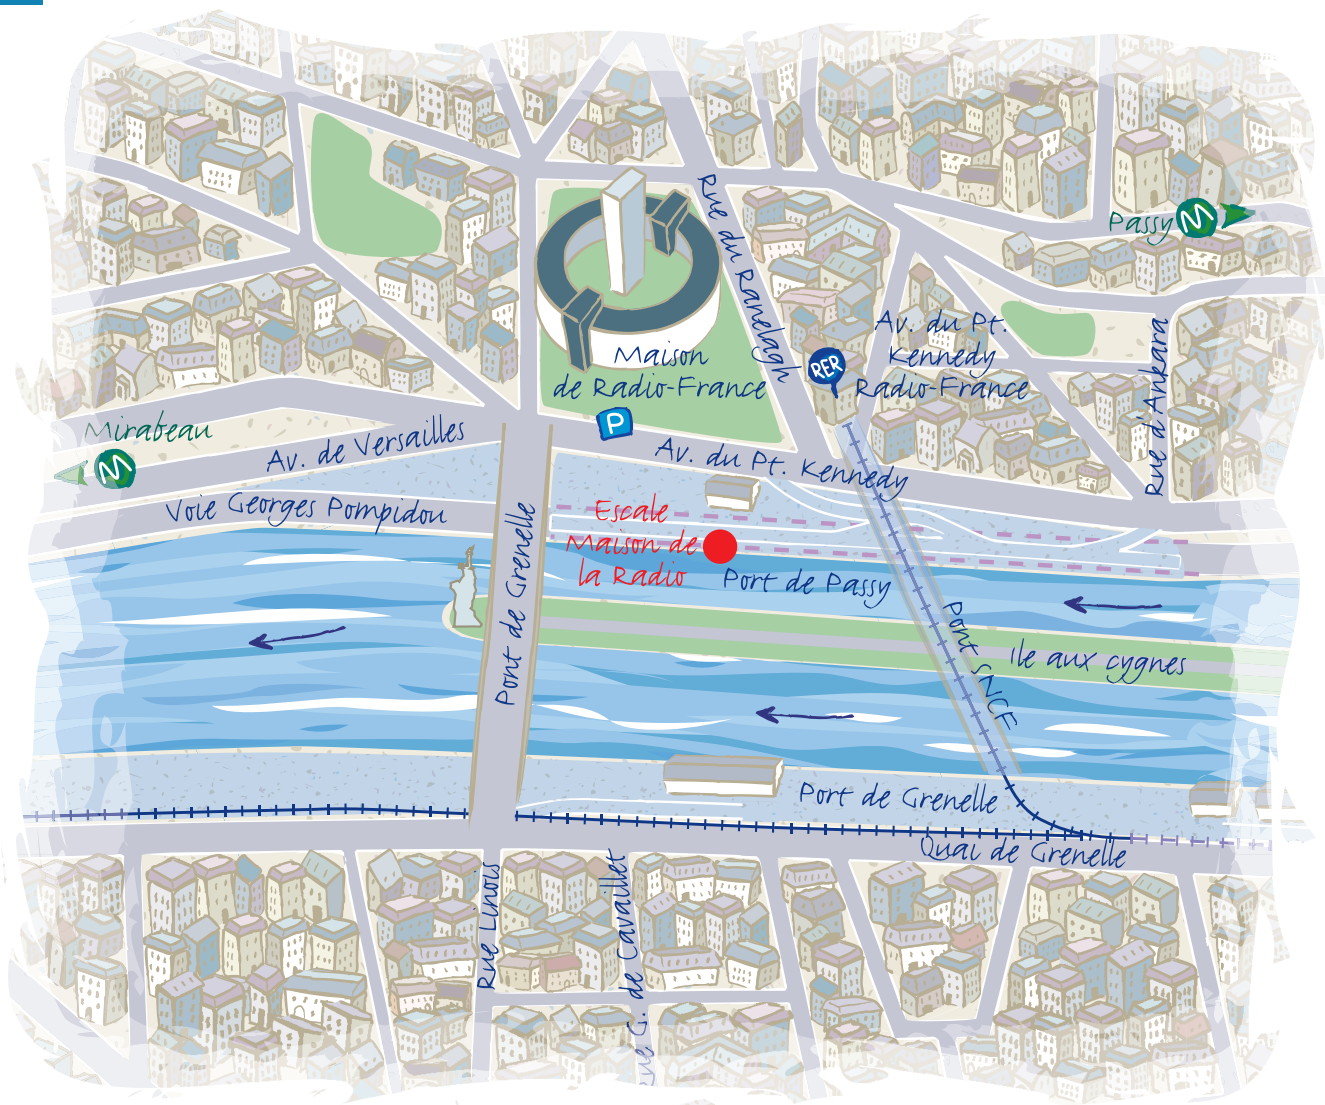 Passy
M
Rue du Ranelagh
Av. du Pt.
Kennedy
Radio-France
RER
Maison
de Radio-France
P
Rue d'Ankara
Mirabeau
M
Av. de Versailles
Av. du Pt. Kennedy
Voie Georges Pompidou
Escale
Maison de
la Radio
Port de Passy
Pont de Grenelle
Pont SNCF
Ile aux cygnes
Port de Grenelle
Quai de Grenelle
Rue Linois
Rue G. de Cavaillet